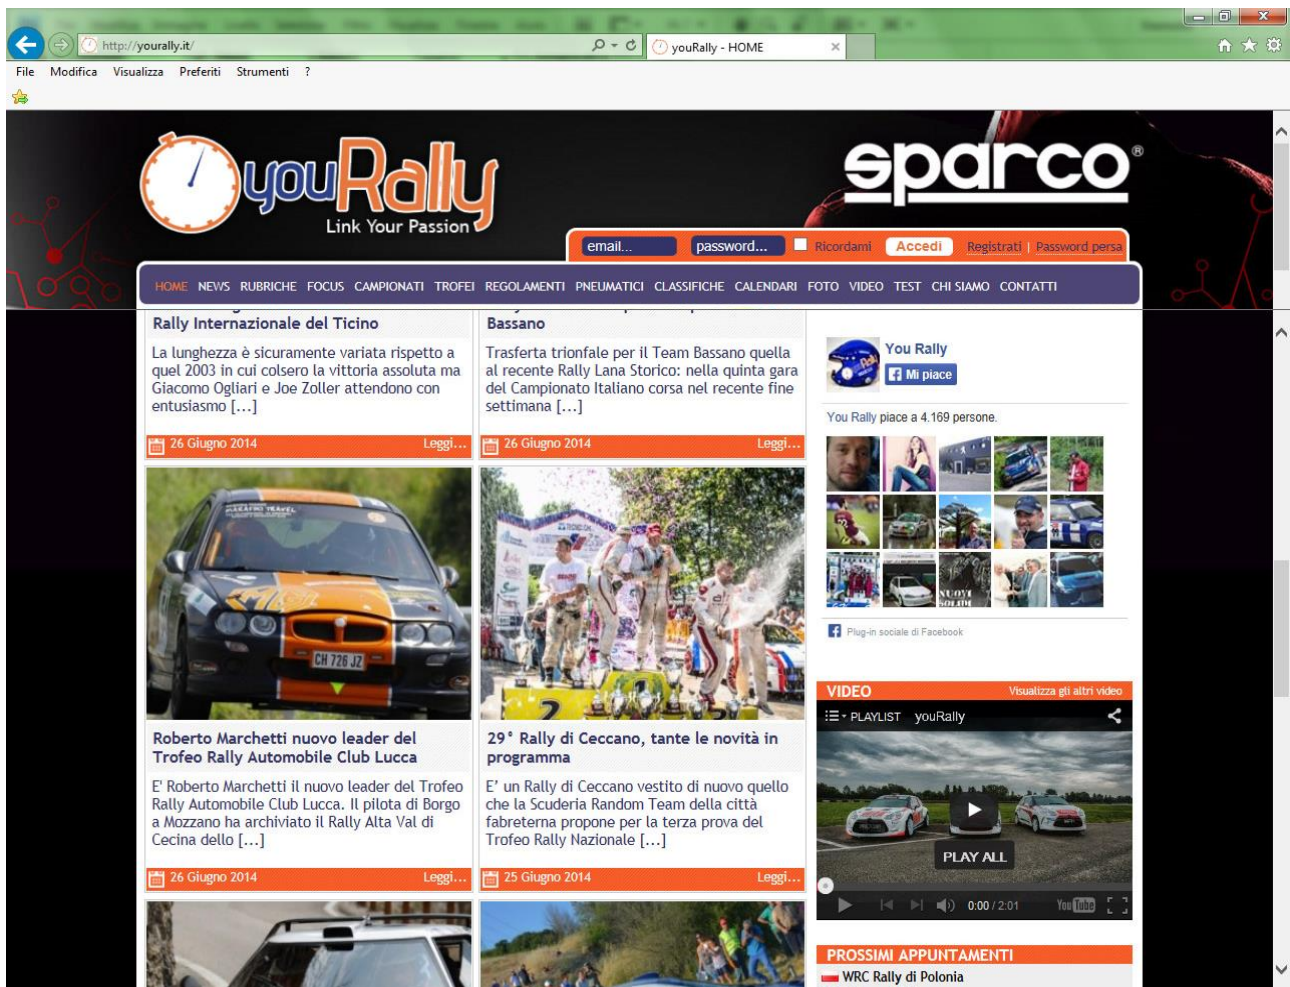 http://yourally.it/
youRally - HOME
File Modifica Visualizza Preferiti Strumenti ?
youRally
Link Your Passion
sparco®
email... password... Ricordami Accedi Registrati | Password persa
HOME NEWS RUBRICHE FOCUS CAMPIONATI TROFEI REGOLAMENTI PNEUMATICI CLASSIFICHE CALENDARI FOTO VIDEO TEST CHI SIAMO CONTATTI
Rally Internazionale del Ticino
La lunghezza è sicuramente variata rispetto a
quel 2003 in cui colsero la vittoria assoluta ma
Giacomo Ogliari e Joe Zoller attendono con
entusiasmo [...]
26 Giugno 2014 Leggi...
Bassano
Trasferta trionfale per il Team Bassano quella
al recente Rally Lana Storico: nella quinta gara
del Campionato Italiano corsa nel recente fine
settimana [...]
26 Giugno 2014 Leggi...
CH 726 JZ
Roberto Marchetti nuovo leader del
Trofeo Rally Automobile Club Lucca
E' Roberto Marchetti il nuovo leader del Trofeo
Rally Automobile Club Lucca. Il pilota di Borgo
a Mozzano ha archiviato il Rally Alta Val di
Cecina dello [...]
26 Giugno 2014 Leggi...
2
29° Rally di Ceccano, tante le novità in
programma
E' un Rally di Ceccano vestito di nuovo quello
che la Scuderia Random Team della città
fabreterna propone per la terza prova del
Trofeo Rally Nazionale [...]
25 Giugno 2014 Leggi...
You Rally
Mi piace
You Rally piace a 4.169 persone.
NUOVI
Plug-in sociale di Facebook
VIDEO Visualizza gli altri video
PLAYLIST youRally
PLAY ALL
0:00 / 2:01 YouTube
PROSSIMI APPUNTAMENTI
WRC Rally di Polonia